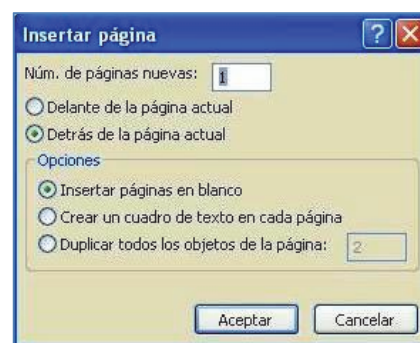 Insertar página
Núm. de páginas nuevas: 1
Delante de la página actual
Detrás de la página actual
Opciones
Insertar páginas en blanco
Crear un cuadro de texto en cada página
Duplicar todos los objetos de la página: 2
Aceptar Cancelar